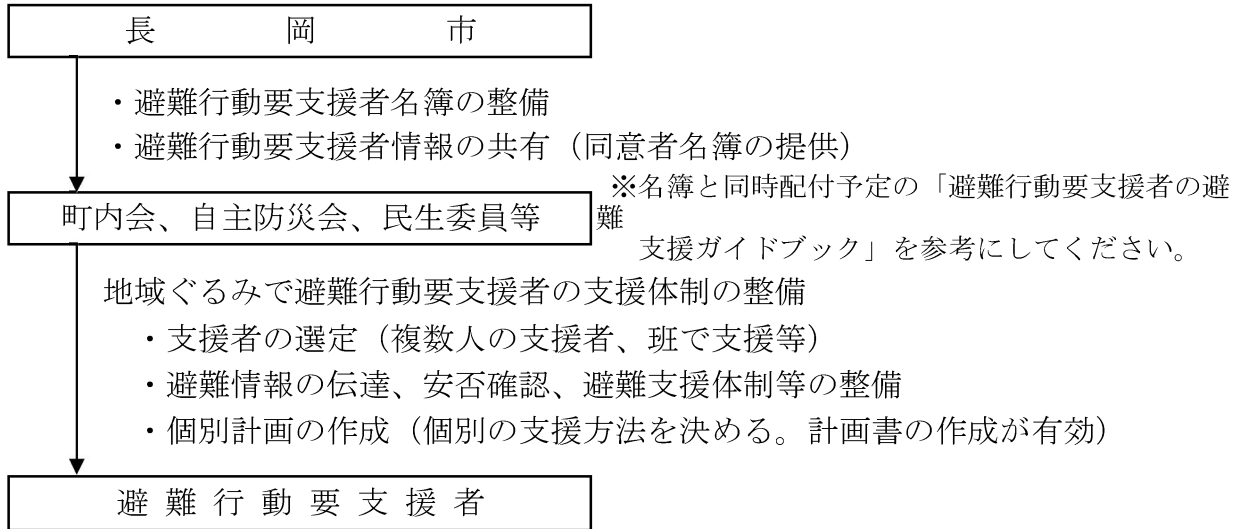 長岡市
・避難行動要支援者名簿の整備
・避難行動要支援者情報の共有（同意者名簿の提供）
※名簿と同時配付予定の「避難行動要支援者の避
難
支援ガイドブック」を参考にしてください。
町内会、自主防災会、民生委員等
地域ぐるみで避難行動要支援者の支援体制の整備
・支援者の選定（複数人の支援者、班で支援等）
・避難情報の伝達、安否確認、避難支援体制等の整備
・個別計画の作成（個別の支援方法を決める。計画書の作成が有効）
避難行動要支援者